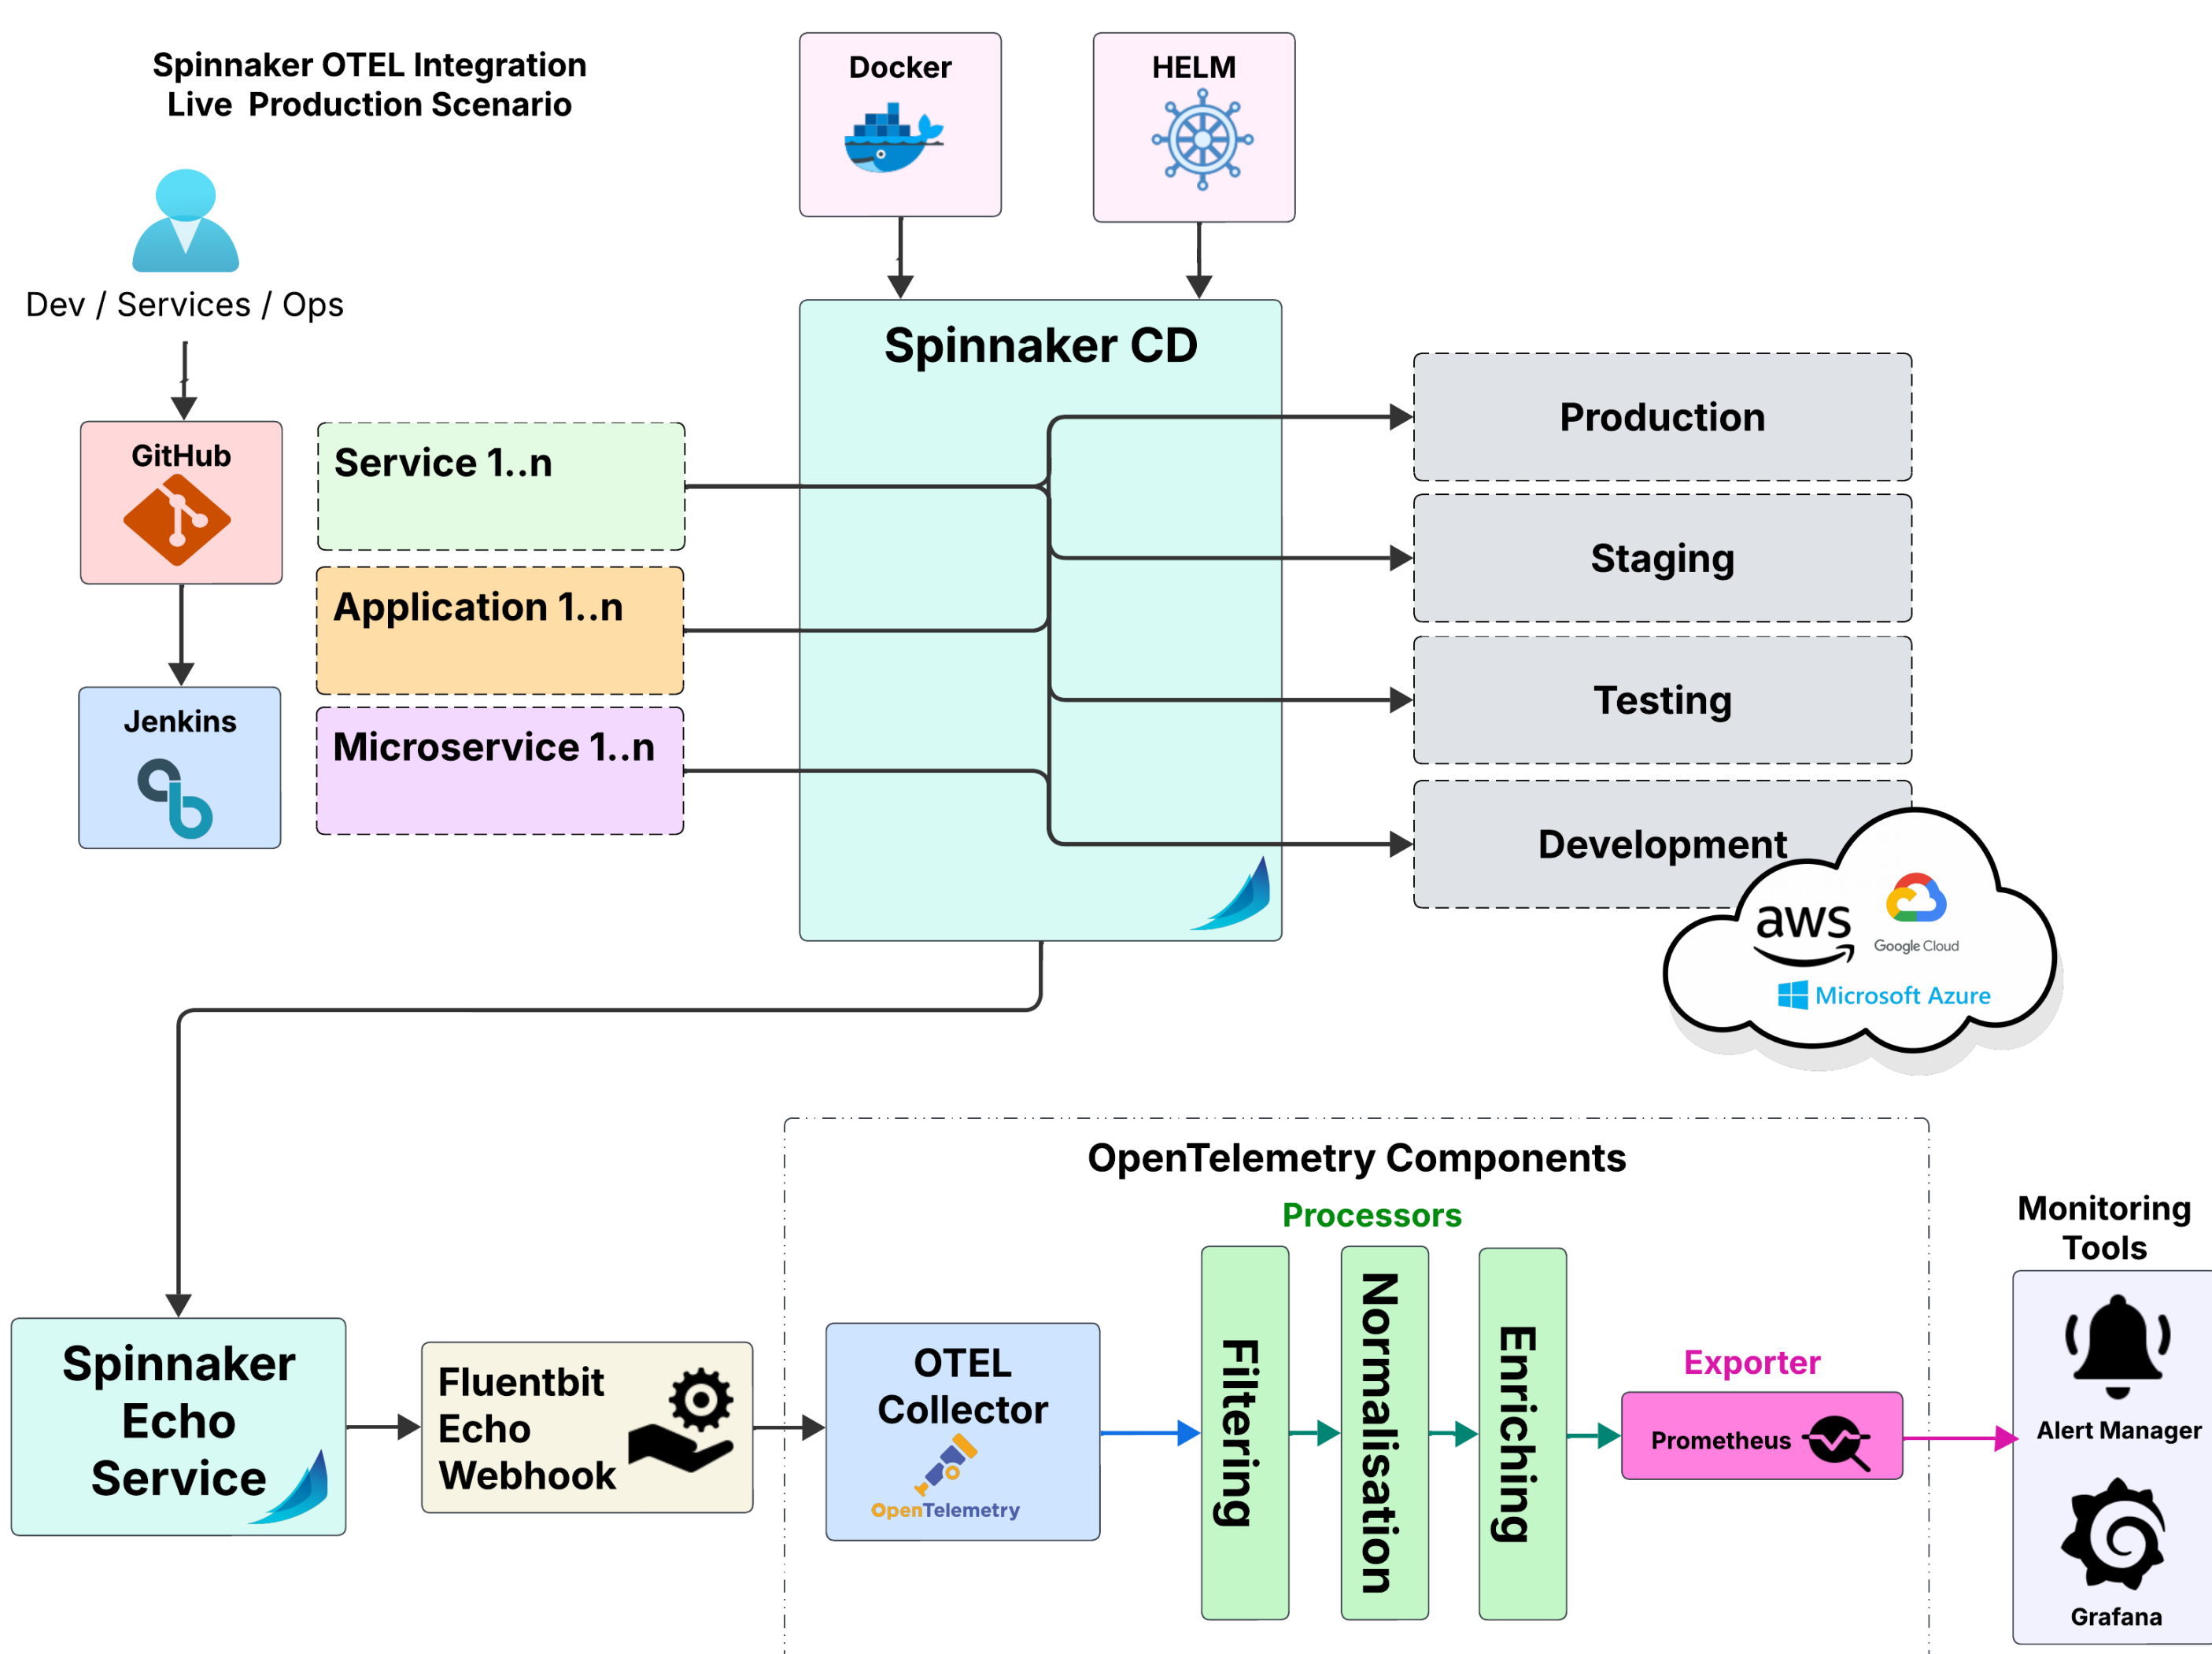 Spinnaker OTEL Integration
Live Production Scenario
Docker
HELM
Dev / Services / Ops
Spinnaker CD
GitHub
Service 1..n
Application 1..n
Jenkins
Microservice 1..n
Production
Staging
Testing
Development
aws
Google Cloud
Microsoft Azure
OpenTelemetry Components
Processors
Monitoring
Tools
Spinnaker
Echo
Service
Fluentbit
Echo
Webhook
OTEL
Collector
OpenTelemetry
Filtering
Normalisation
Enriching
Exporter
Prometheus
Alert Manager
Grafana